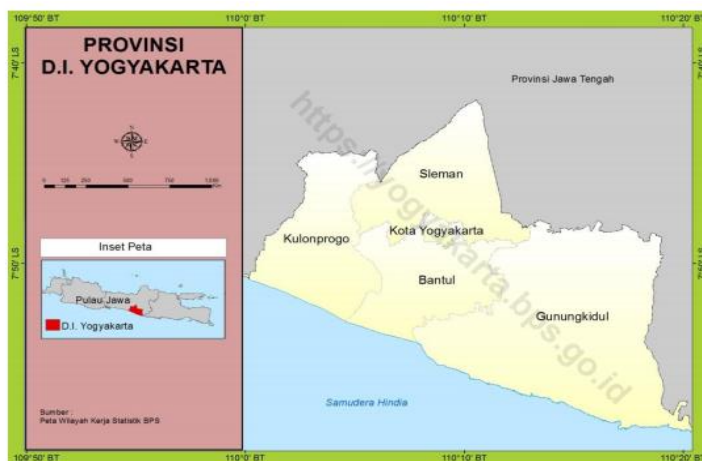 109°50' BT
110°0' BT
110°10' BT
110°20' BT
7°40' LS
7°40' LS
PROVINSI
D.I. YOGYAKARTA
Provinsi Jawa Tengah
https://yogyakarta.bps.go.id
Sleman
Kota Yogyakarta
Kulonprogo
Bantul
Gunungkidul
Inset Peta
7°50' LS
Pulau Jawa
D.I. Yogyakarta
Samudera Hindia
Sumber :
Peta Wilayah Kerja Statistik BPS
109°50' BT
110°0' BT
110°10' BT
110°20' BT